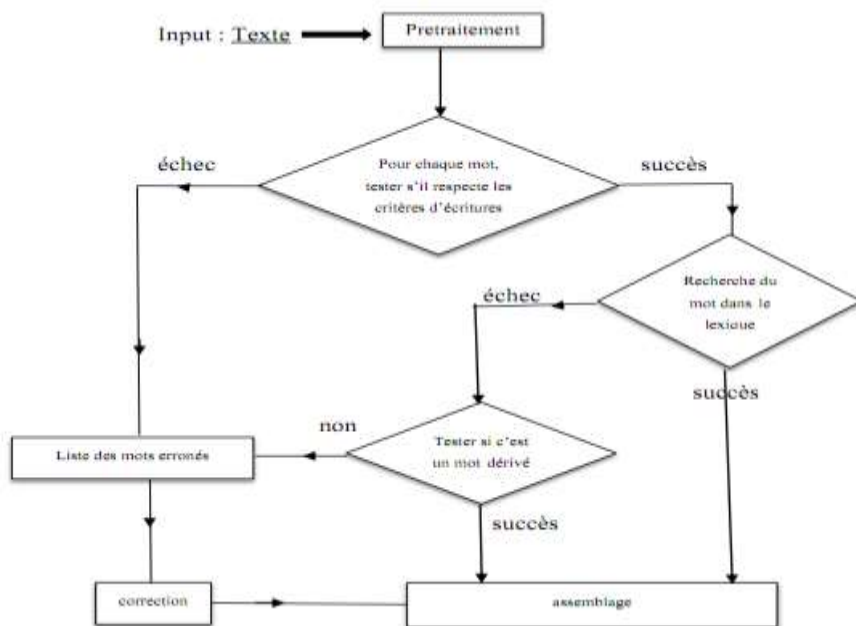 Input : Texte
Pretraitement
échec
Pour chaque mot,
tester s'il respecte les
critères d'écritures
succès
Recherche du
mot dans le
lexique
échec
succès
non
Tester si c'est
un mot dérivé
Liste des mots erronés
succès
correction
assemblage